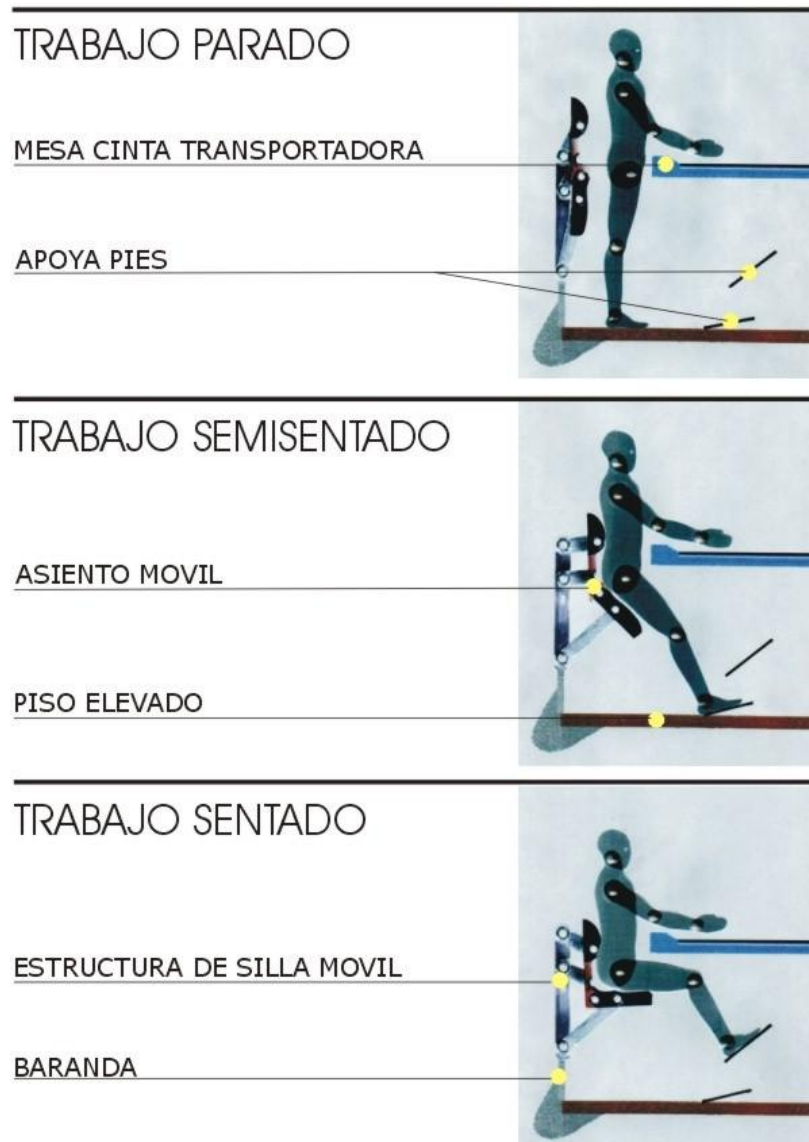 TRABAJO PARADO
MESA CINTA TRANSPORTADORA
APOYA PIES
TRABAJO SEMISENTADO
ASIENTO MOVIL
PISO ELEVADO
TRABAJO SENTADO
ESTRUCTURA DE SILLA MOVIL
BARANDA